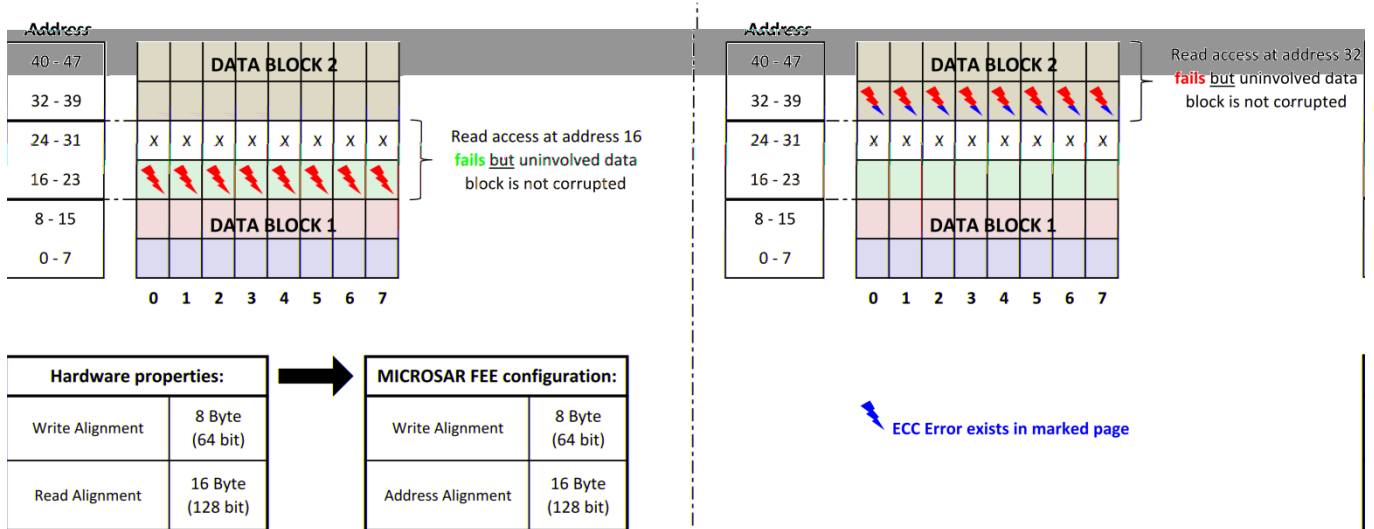 Address
40 - 47
32 - 39
24 - 31
16 - 23
8 - 15
0 - 7
DATA BLOCK 2
X X X X X X X X
DATA BLOCK 1
0 1 2 3 4 5 6 7
Read access at address 16
fails but uninvolved data
block is not corrupted
Address
40 - 47
32 - 39
24 - 31
16 - 23
8 - 15
0 - 7
DATA BLOCK 2
X X X X X X X X
DATA BLOCK 1
0 1 2 3 4 5 6 7
Read access at address 32
fails but uninvolved data
block is not corrupted
Hardware properties:
Write Alignment
8 Byte
(64 bit)
Read Alignment
16 Byte
(128 bit)
MICROSAR FEE configuration:
Write Alignment
8 Byte
(64 bit)
Address Alignment
16 Byte
(128 bit)
ECC Error exists in marked page